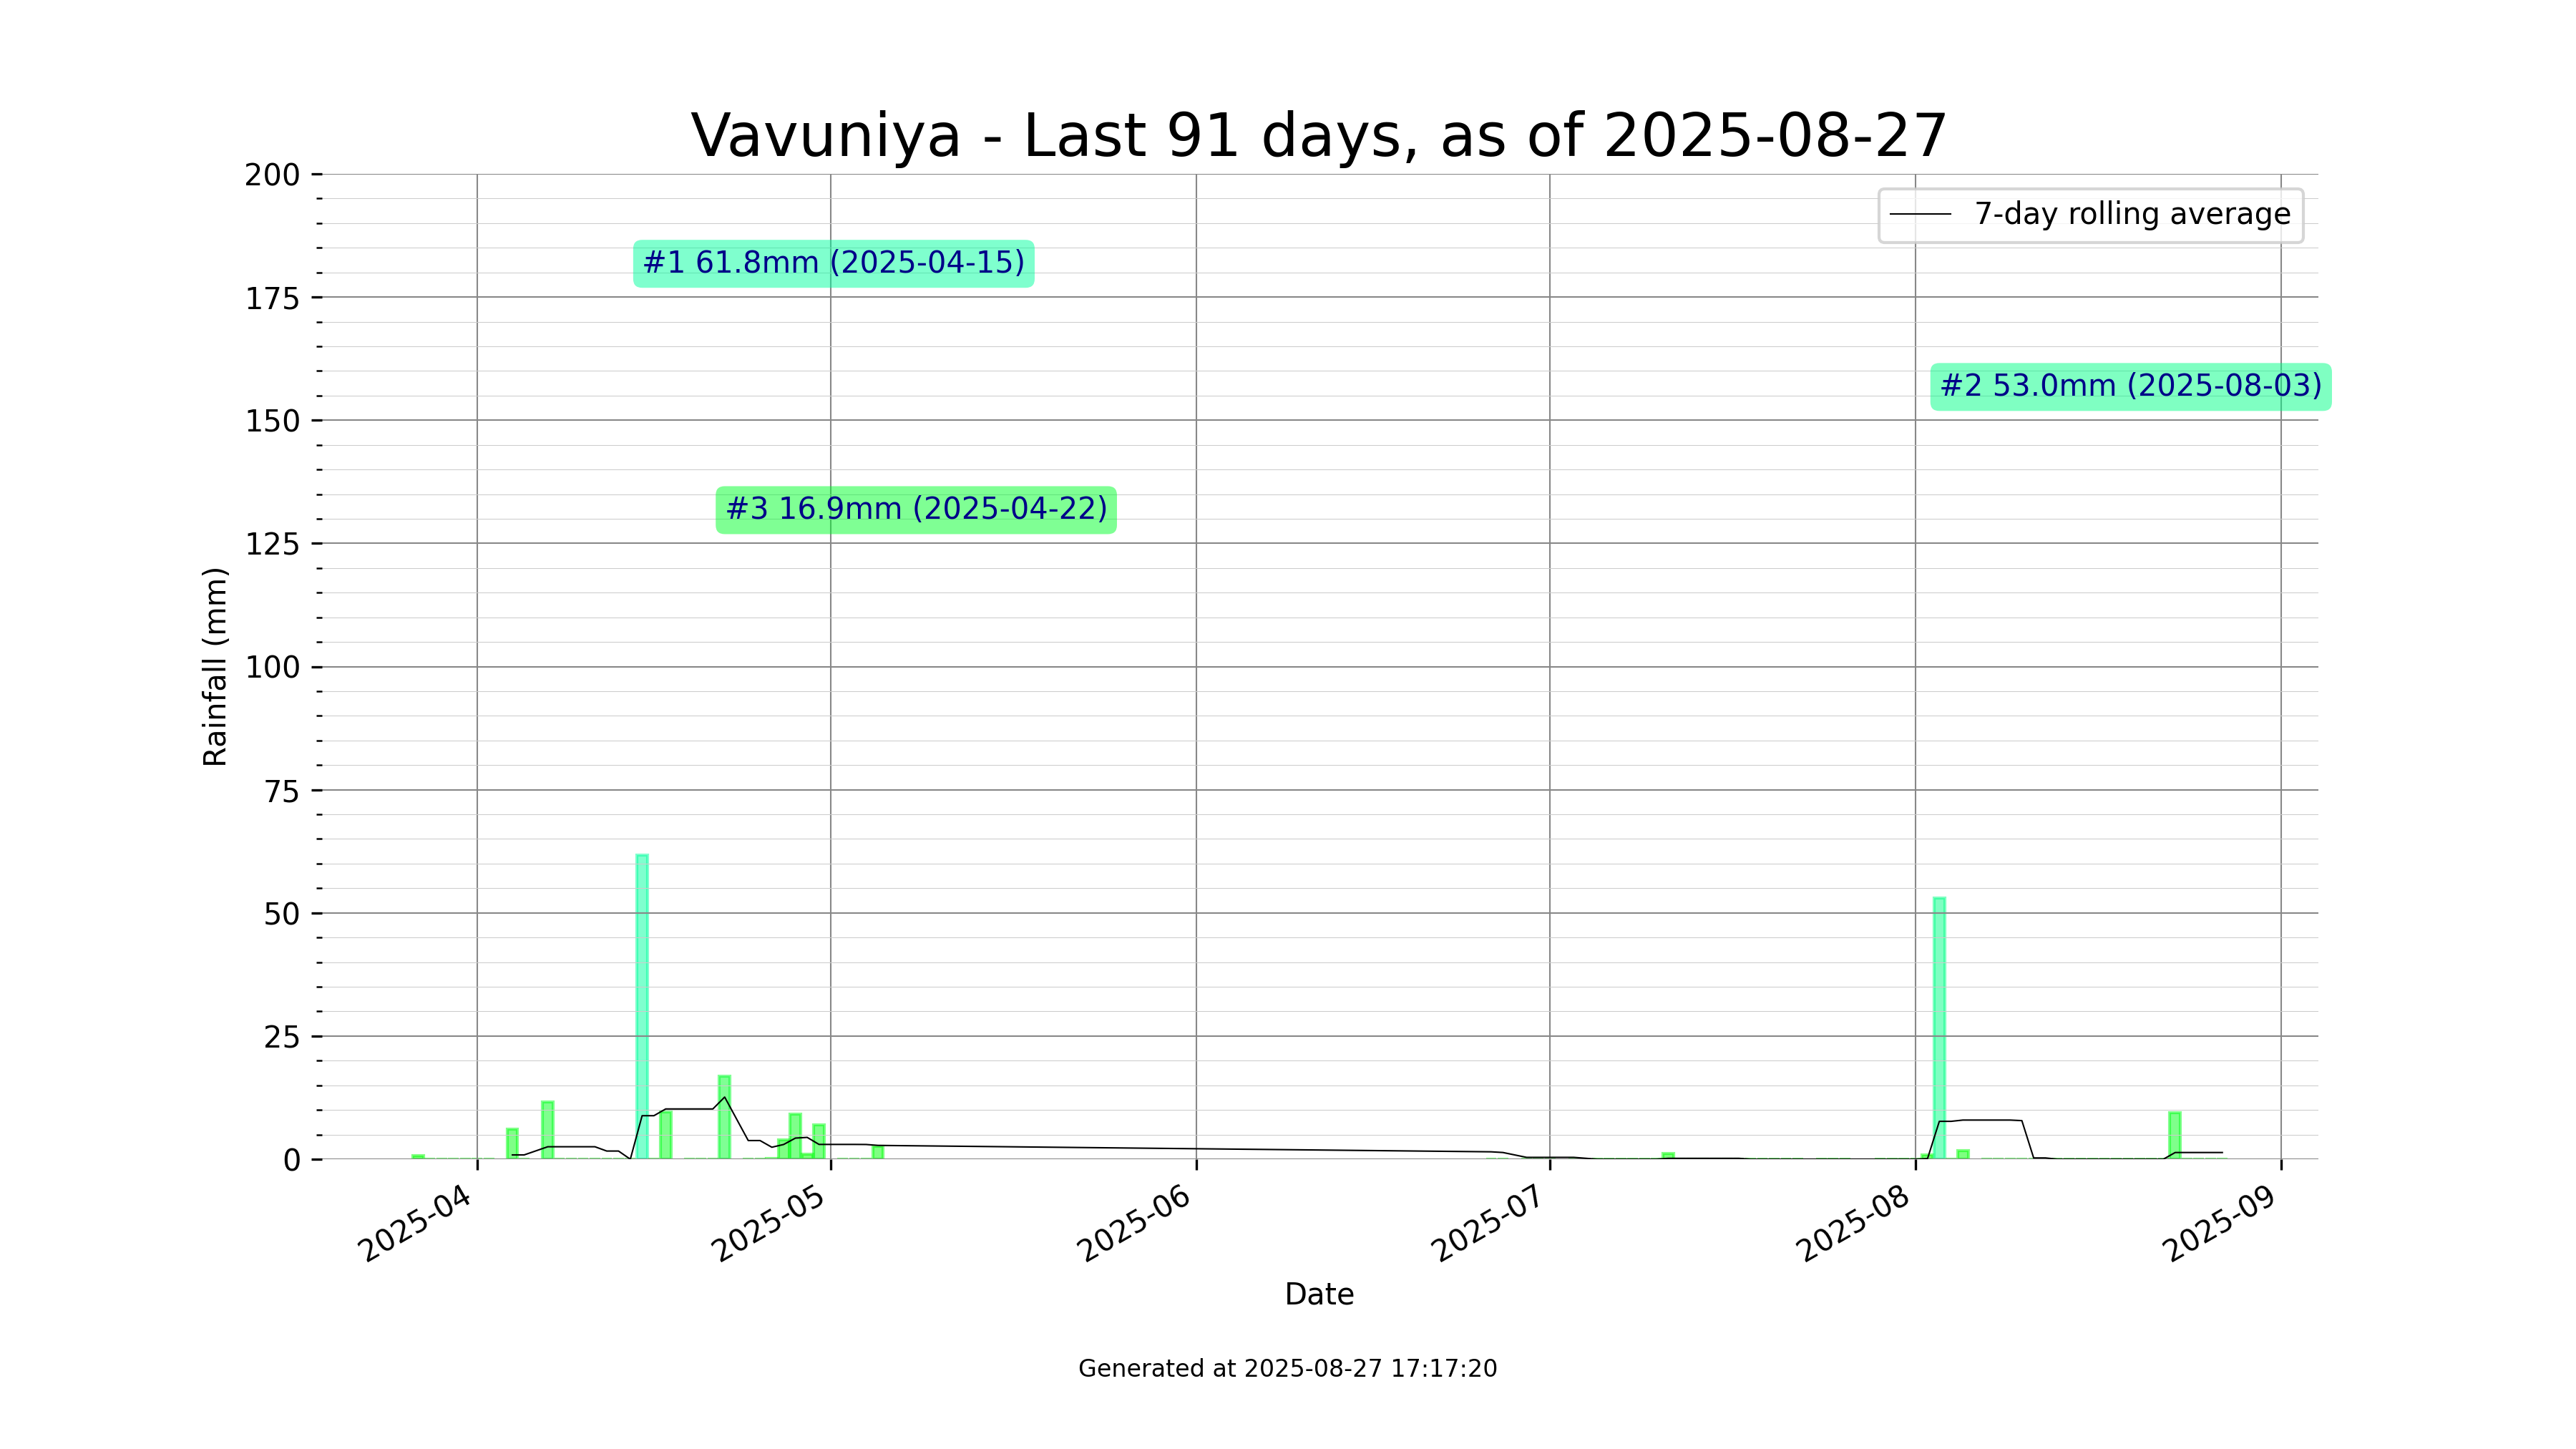 Vavuniya - Last 91 days, as of 2025-08-27
200
175
150
125
100
75
50
25
0
Rainfall (mm)
7-day rolling average
#1 61.8mm (2025-04-15)
#2 53.0mm (2025-08-03)
#3 16.9mm (2025-04-22)
2025-04
2025-05
2025-06
2025-07
2025-08
2025-09
Date
Generated at 2025-08-27 17:17:20